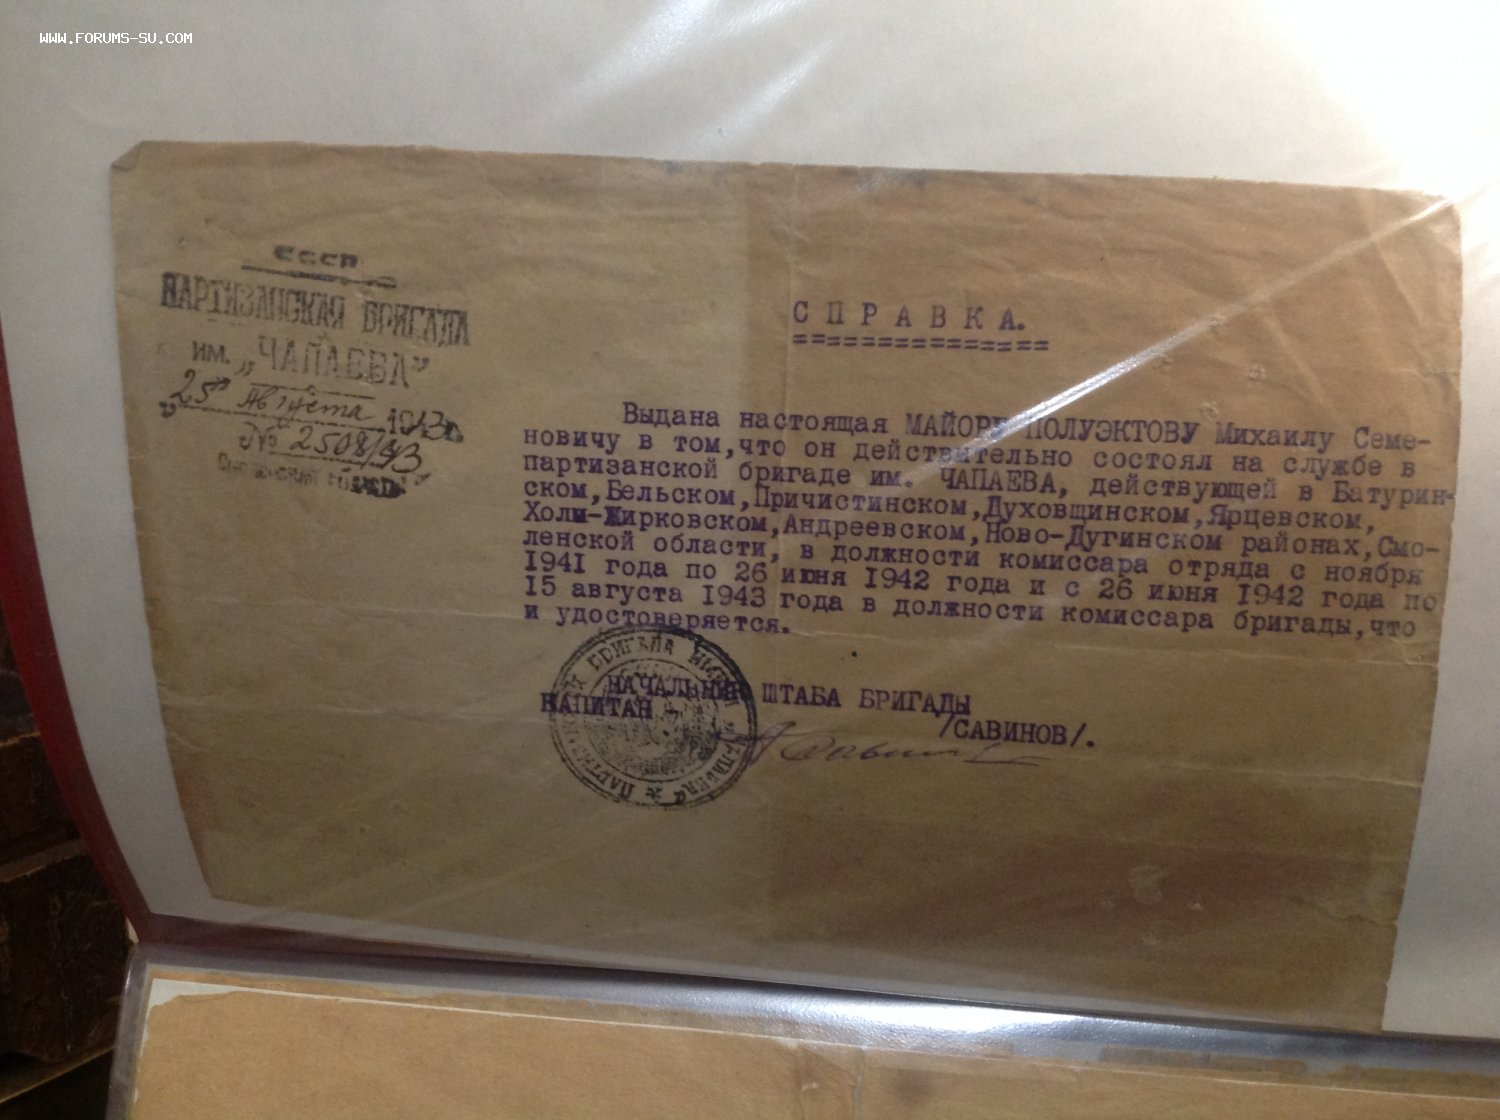 WWW.FORUMS-SU.COM
СССР
ПАРТИЗАНСКАЯ БРИГАДА
им. „ЧАПАЕВА”
"25" Августа 1943г.
№ 2508/43
С П Р А В К А.
==============
Выдана настоящая МАЙОРУ ПОЛУЭКТОВУ Михаилу Семе-
новичу в том,что он действительно состоял на службе в
партизанской бригаде им. ЧАПАЕВА, действующей в Батурин-
ском,Бельском,Причистинском,Духовщинском,Ярцевском,
Холм-Жирковском,Андреевском,Ново-Дугинском районах,Смо-
ленской области, в должности комиссара отряда с ноября
1941 года по 26 июня 1942 года и с 26 июня 1942 года по
15 августа 1943 года в должности комиссара бригады,что
и удостоверяется.
НАЧАЛЬНИК ШТАБА БРИГАДЫ
КАПИТАН - /САВИНОВ/.
БРИГАДА ИМЕНИ